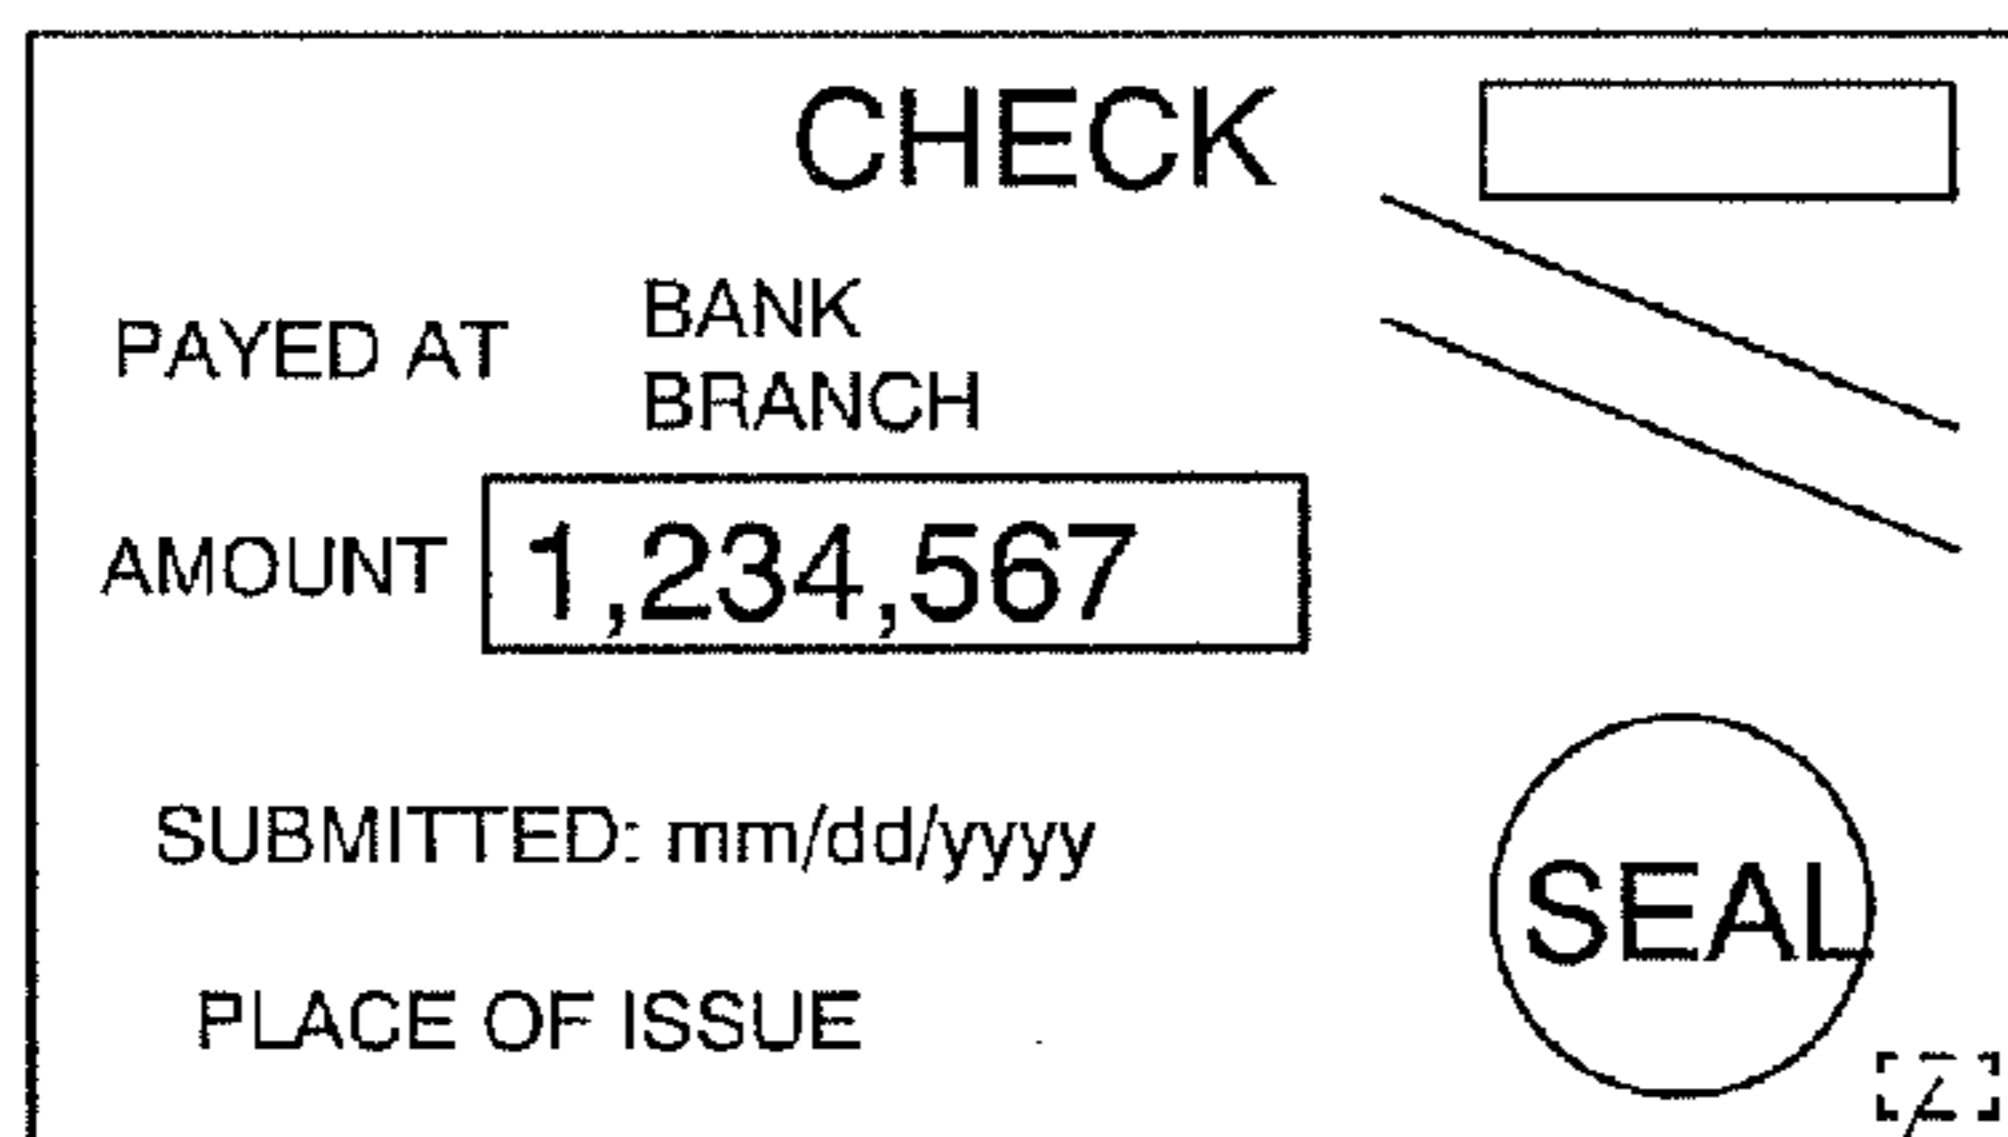 CHECK
PAYED AT
BANK
BRANCH
AMOUNT 1,234,567
SUBMITTED: mm/dd/yyyy
SEAL
PLACE OF ISSUE